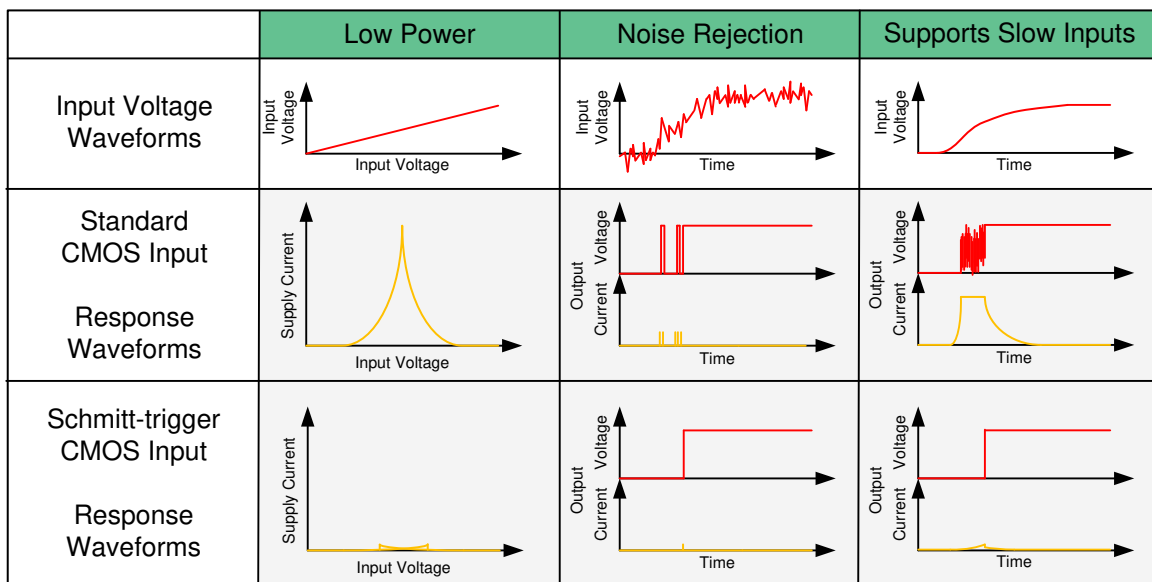 Low Power
Noise Rejection
Supports Slow Inputs
Input Voltage
Waveforms
Input
Voltage
Input Voltage
Input
Voltage
Time
Input
Voltage
Time
Standard
CMOS Input
Response
Waveforms
Supply Current
Input Voltage
Output
Voltage
Current
Time
Output
Voltage
Current
Time
Schmitt-trigger
CMOS Input
Response
Waveforms
Supply Current
Input Voltage
Output
Voltage
Current
Time
Output
Voltage
Current
Time